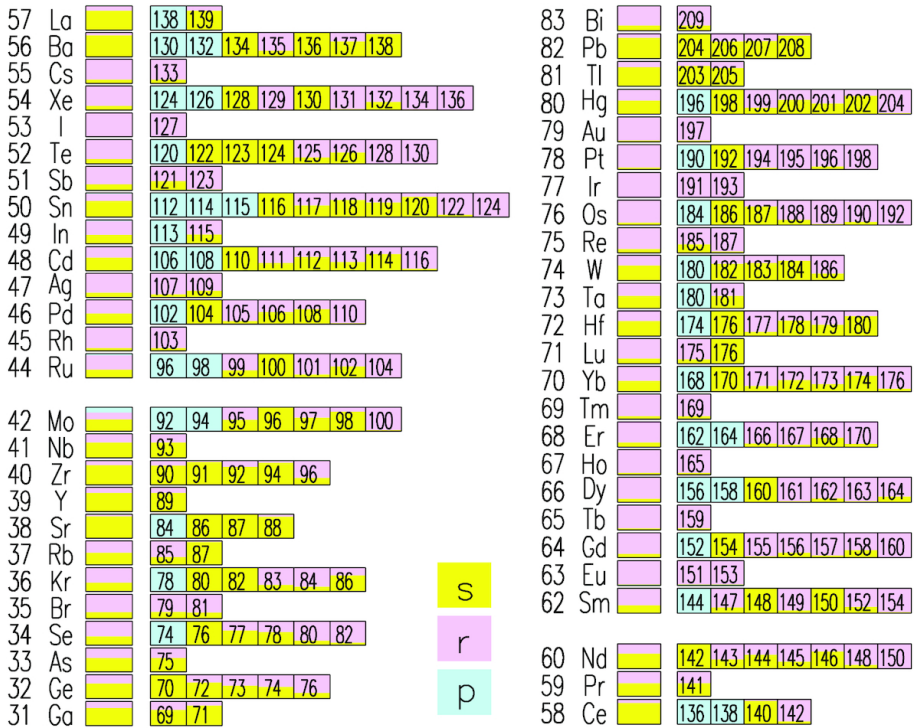 57 La 138 139
56 Ba 130 132 134 135 136 137 138
55 Cs 133
54 Xe 124 126 128 129 130 131 132 134 136
53 I 127
52 Te 120 122 123 124 125 126 128 130
51 Sb 121 123
50 Sn 112 114 115 116 117 118 119 120 122 124
49 In 113 115
48 Cd 106 108 110 111 112 113 114 116
47 Ag 107 109
46 Pd 102 104 105 106 108 110
45 Rh 103
44 Ru 96 98 99 100 101 102 104
42 Mo 92 94 95 96 97 98 100
41 Nb 93
40 Zr 90 91 92 94 96
39 Y 89
38 Sr 84 86 87 88
37 Rb 85 87
36 Kr 78 80 82 83 84 86
35 Br 79 81
34 Se 74 76 77 78 80 82
33 As 75
32 Ge 70 72 73 74 76
31 Ga 69 71
s
r
p
83 Bi 209
82 Pb 204 206 207 208
81 Tl 203 205
80 Hg 196 198 199 200 201 202 204
79 Au 197
78 Pt 190 192 194 195 196 198
77 Ir 191 193
76 Os 184 186 187 188 189 190 192
75 Re 185 187
74 W 180 182 183 184 186
73 Ta 180 181
72 Hf 174 176 177 178 179 180
71 Lu 175 176
70 Yb 168 170 171 172 173 174 176
69 Tm 169
68 Er 162 164 166 167 168 170
67 Ho 165
66 Dy 156 158 160 161 162 163 164
65 Tb 159
64 Gd 152 154 155 156 157 158 160
63 Eu 151 153
62 Sm 144 147 148 149 150 152 154
60 Nd 142 143 144 145 146 148 150
59 Pr 141
58 Ce 136 138 140 142